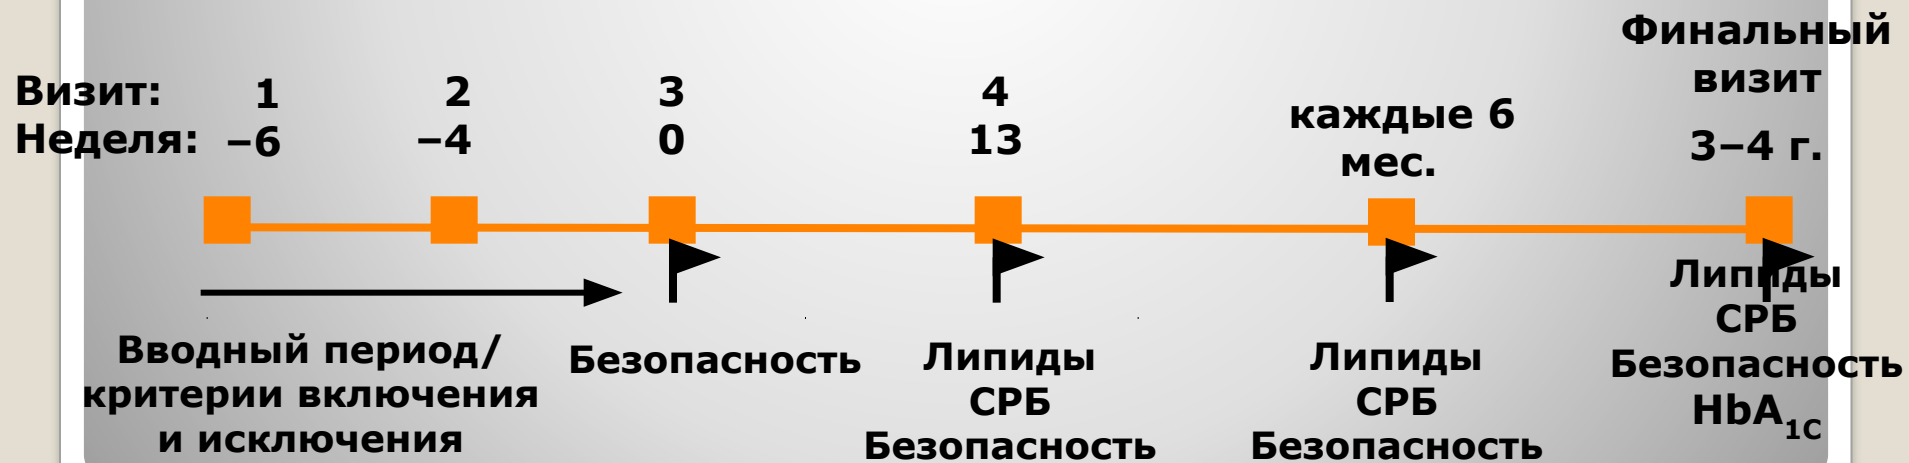 Финальный
визит
Визит: 1 2 3 4
Неделя: –6 –4 0 13
каждые 6
мес.
3–4 г.
Вводный период/
критерии включения
и исключения
Безопасность
Липиды
СРБ
Безопасность
Липиды
СРБ
Безопасность
Липиды
СРБ
Безопасность
HbA1C